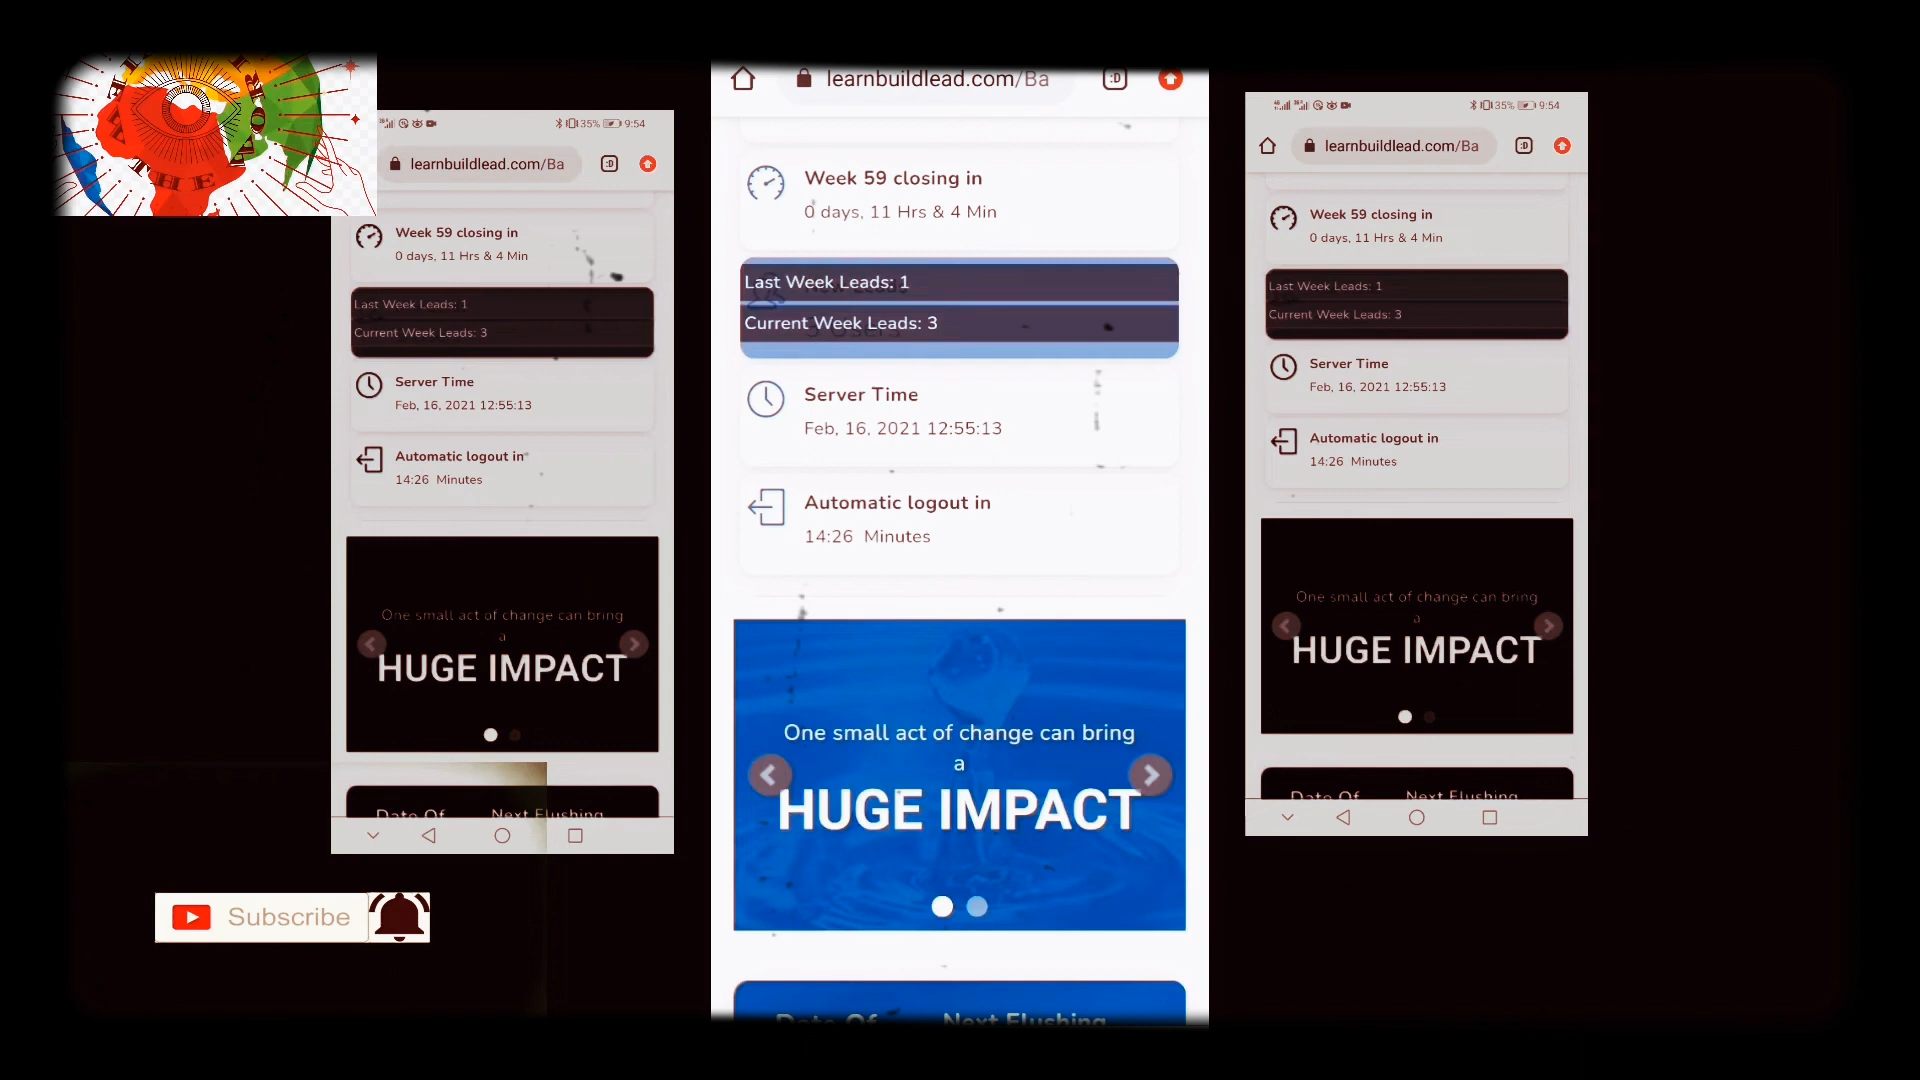 THE
35% 9:54
learnbuildlead.com/Ba
:D
Week 59 closing in
0 days, 11 Hrs & 4 Min
Last Week Leads: 1
Current Week Leads: 3
Server Time
Feb, 16, 2021 12:55:13
Automatic logout in
14:26 Minutes
One small act of change can bring
a
HUGE IMPACT
Date Of Next Flushing
Subscribe
learnbuildlead.com/Ba
:D
Week 59 closing in
0 days, 11 Hrs & 4 Min
Last Week Leads: 1
Current Week Leads: 3
Server Time
Feb, 16, 2021 12:55:13
Automatic logout in
14:26 Minutes
One small act of change can bring
a
HUGE IMPACT
Date Of Next Flushing
35% 9:54
learnbuildlead.com/Ba
:D
Week 59 closing in
0 days, 11 Hrs & 4 Min
Last Week Leads: 1
Current Week Leads: 3
Server Time
Feb, 16, 2021 12:55:13
Automatic logout in
14:26 Minutes
One small act of change can bring
a
HUGE IMPACT
Date Of Next Flushing